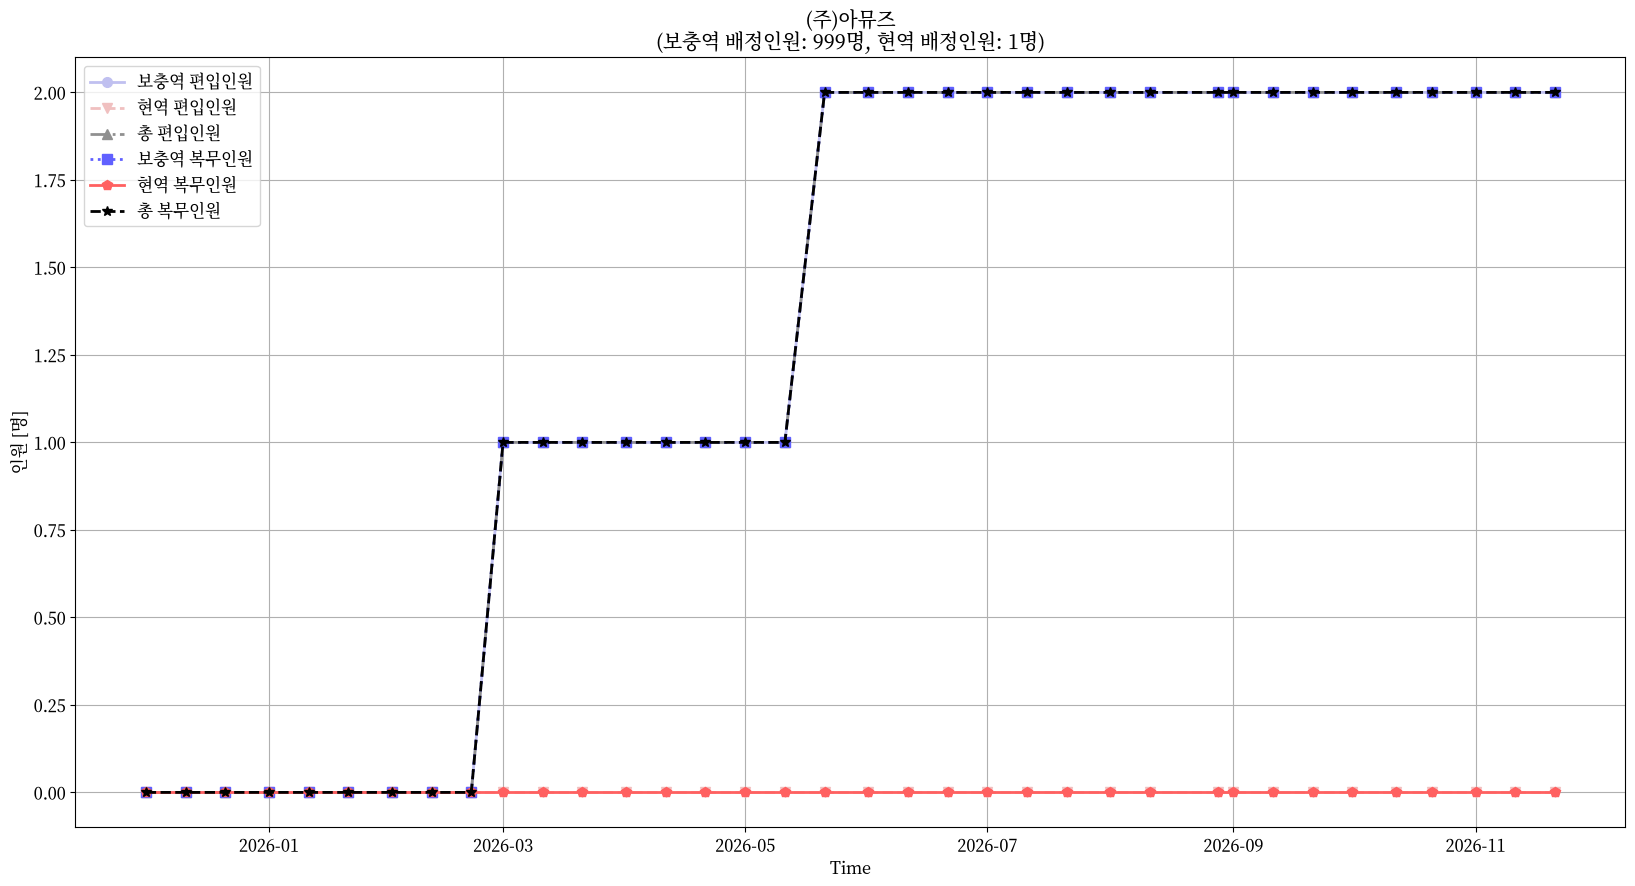 (주)아뮤즈
(보충역 배정인원: 999명, 현역 배정인원: 1명)
보충역 편입인원
현역 편입인원
총 편입인원
보충역 복무인원
현역 복무인원
총 복무인원
2.00
1.75
1.50
1.25
1.00
0.75
0.50
0.25
0.00
인원 [명]
2026-01
2026-03
2026-05
2026-07
2026-09
2026-11
Time